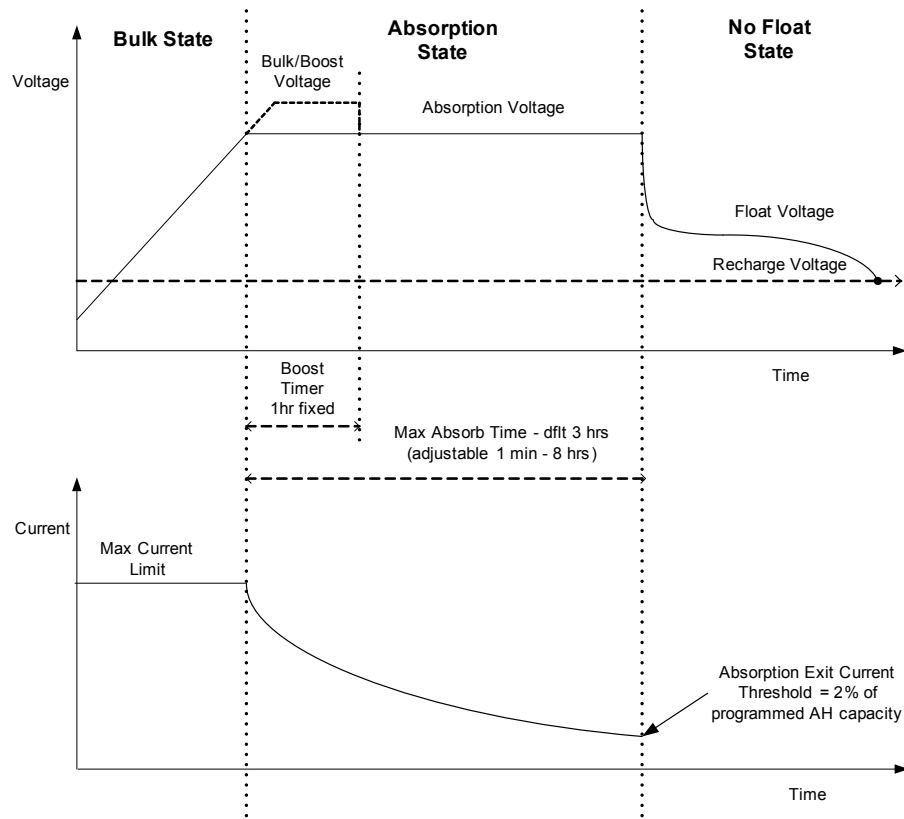 Bulk State
Absorption
State
No Float
State
Voltage
Bulk/Boost
Voltage
Absorption Voltage
Float Voltage
Recharge Voltage
Time
Boost
Timer
1hr fixed
Max Absorb Time - dflt 3 hrs
(adjustable 1 min - 8 hrs)
Current
Max Current
Limit
Absorption Exit Current
Threshold = 2% of
programmed AH capacity
Time